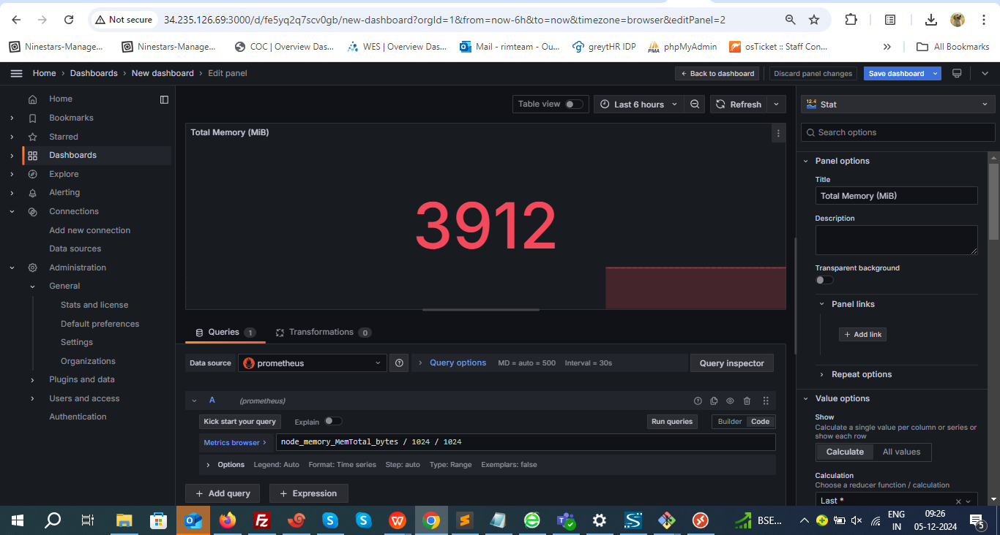 Not secure
34.235.126.69:3000/d/fe5yq2q7scv0gb/new-dashboard?orgId=1&from=now-6h&to=now&timezone=browser&editPanel=2
Ninestars-Manage...
Ninestars-Manage...
COC | Overview Das...
WES | Overview Das...
Mail - rimteam - Ou...
greytHR IDP
PMA
phpMyAdmin
osTicket :: Staff Con...
»
All Bookmarks
Home › Dashboards › New dashboard › Edit panel
← Back to dashboard
Discard panel changes
Save dashboard
Home
Bookmarks
Starred
Dashboards
Explore
Alerting
Connections
Add new connection
Data sources
Administration
General
Stats and license
Default preferences
Settings
Organizations
Plugins and data
Users and access
Authentication
Table view
Last 6 hours
Refresh
Total Memory (MiB)
3912
Queries 1
Transformations 0
Data source
prometheus
Query options
MD = auto = 500
Interval = 30s
Query inspector
A
(prometheus)
Kick start your query
Explain
Run queries
Builder
Code
Metrics browser ›
node_memory_MemTotal_bytes / 1024 / 1024
Options
Legend: Auto
Format: Time series
Step: auto
Type: Range
Exemplars: false
+ Add query
+ Expression
12.4
Stat
Search options
Panel options
Title
Total Memory (MiB)
Description
Transparent background
Panel links
+ Add link
Repeat options
Value options
Show
Calculate a single value per column or series or
show each row
Calculate
All values
Calculation
Choose a reducer function / calculation
Last *
BSE...
ENG
IN
09:26
05-12-2024
5